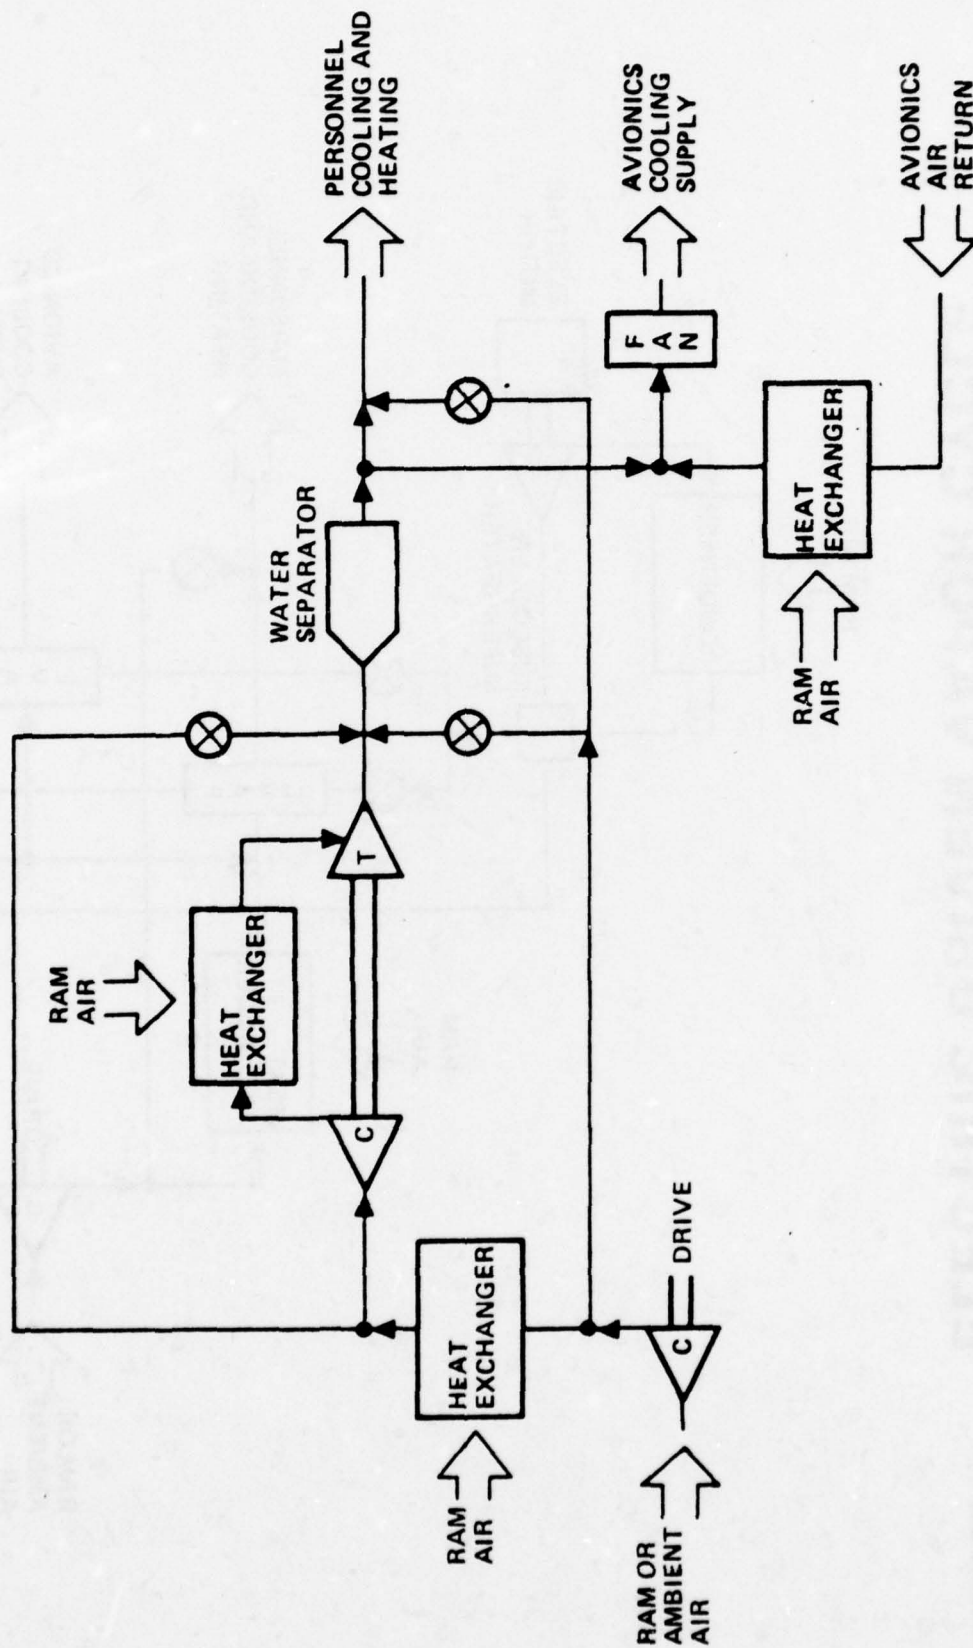 RAM
AIR
HEAT
EXCHANGER
C
T
WATER
SEPARATOR
PERSONNEL
COOLING AND
HEATING
RAM
AIR
HEAT
EXCHANGER
RAM OR
AMBIENT
AIR
C
DRIVE
F
A
N
AVIONICS
COOLING
SUPPLY
RAM
AIR
HEAT
EXCHANGER
AVIONICS
AIR
RETURN